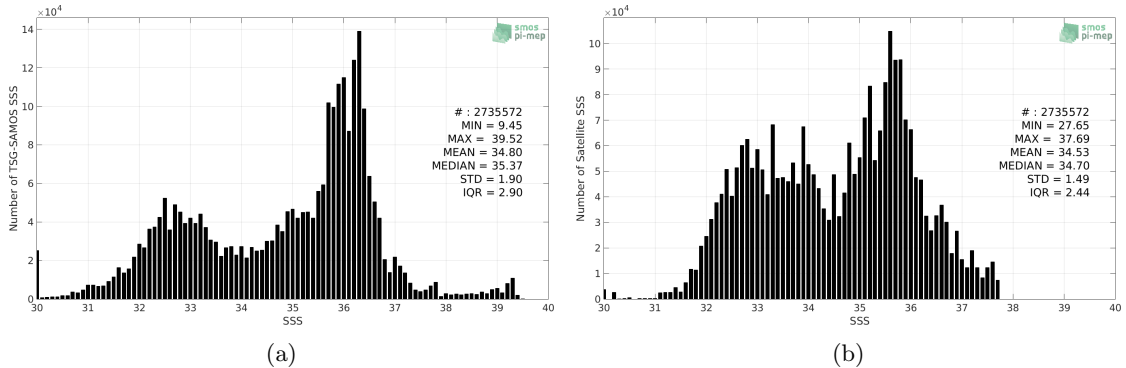 ×10⁴
14
12
10
8
6
4
2
0
Number of TSG-SAMOS SSS
smos
pi-mep
# : 2735572
MIN = 9.45
MAX = 39.52
MEAN = 34.80
MEDIAN = 35.37
STD = 1.90
IQR = 2.90
30 31 32 33 34 35 36 37 38 39 40
SSS
(a)
×10⁴
10
9
8
7
6
5
4
3
2
1
0
Number of Satellite SSS
smos
pi-mep
# : 2735572
MIN = 27.65
MAX = 37.69
MEAN = 34.53
MEDIAN = 34.70
STD = 1.49
IQR = 2.44
30 31 32 33 34 35 36 37 38 39 40
SSS
(b)